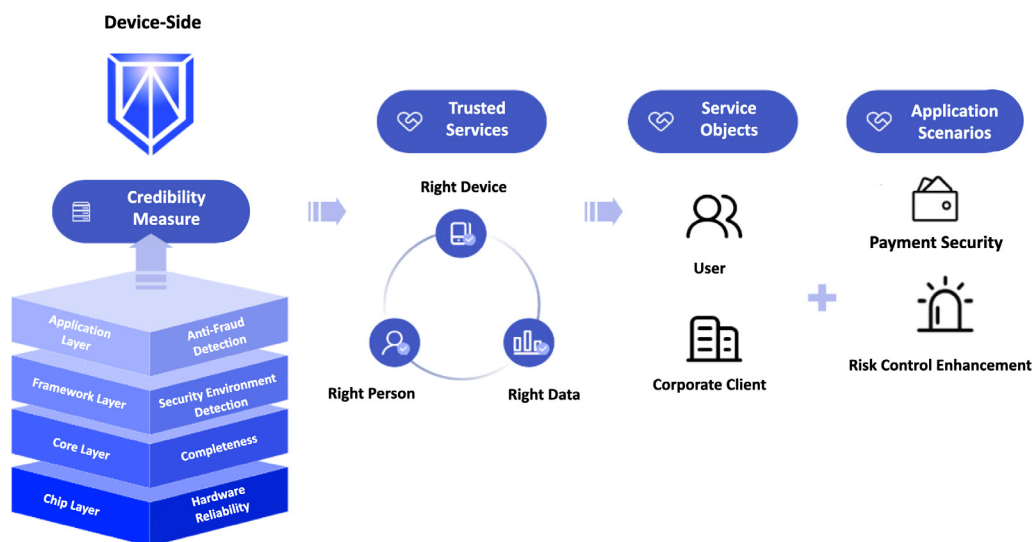 Device-Side
Credibility
Measure
Application
Layer
Anti-Fraud
Detection
Framework Layer
Security Environment
Detection
Core Layer
Completeness
Chip Layer
Hardware
Reliability
Trusted
Services
Right Device
Right Person
Right Data
Service
Objects
User
Corporate Client
Application
Scenarios
Payment Security
Risk Control Enhancement